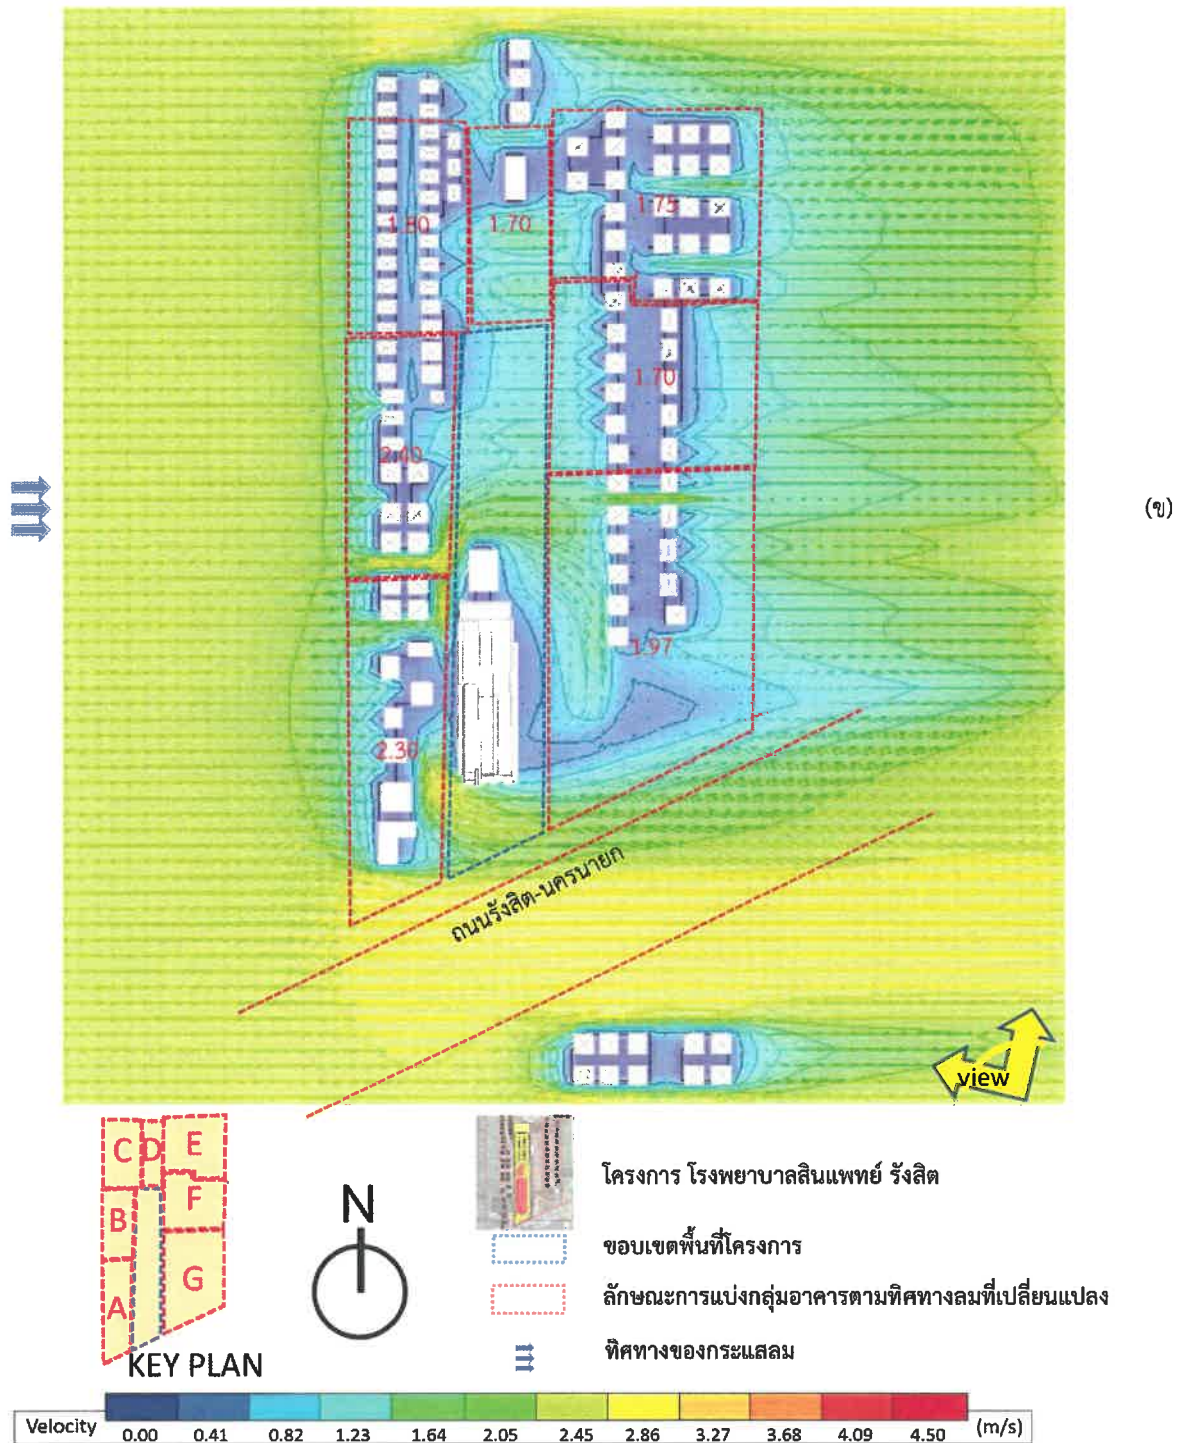 1.80
1.70
1.75
1.70
2.40
(ข)
1.97
2.30
ถนนรังสิต-นครนายก
view
C D E
B F
A G
KEY PLAN
N
โครงการ โรงพยาบาลสินแพทย์ รังสิต
ขอบเขตพื้นที่โครงการ
ลักษณะการแบ่งกลุ่มอาคารตามทิศทางลมที่เปลี่ยนแปลง
ทิศทางของกระแสลม
Velocity 0.00 0.41 0.82 1.23 1.64 2.05 2.45 2.86 3.27 3.68 4.09 4.50 (m/s)